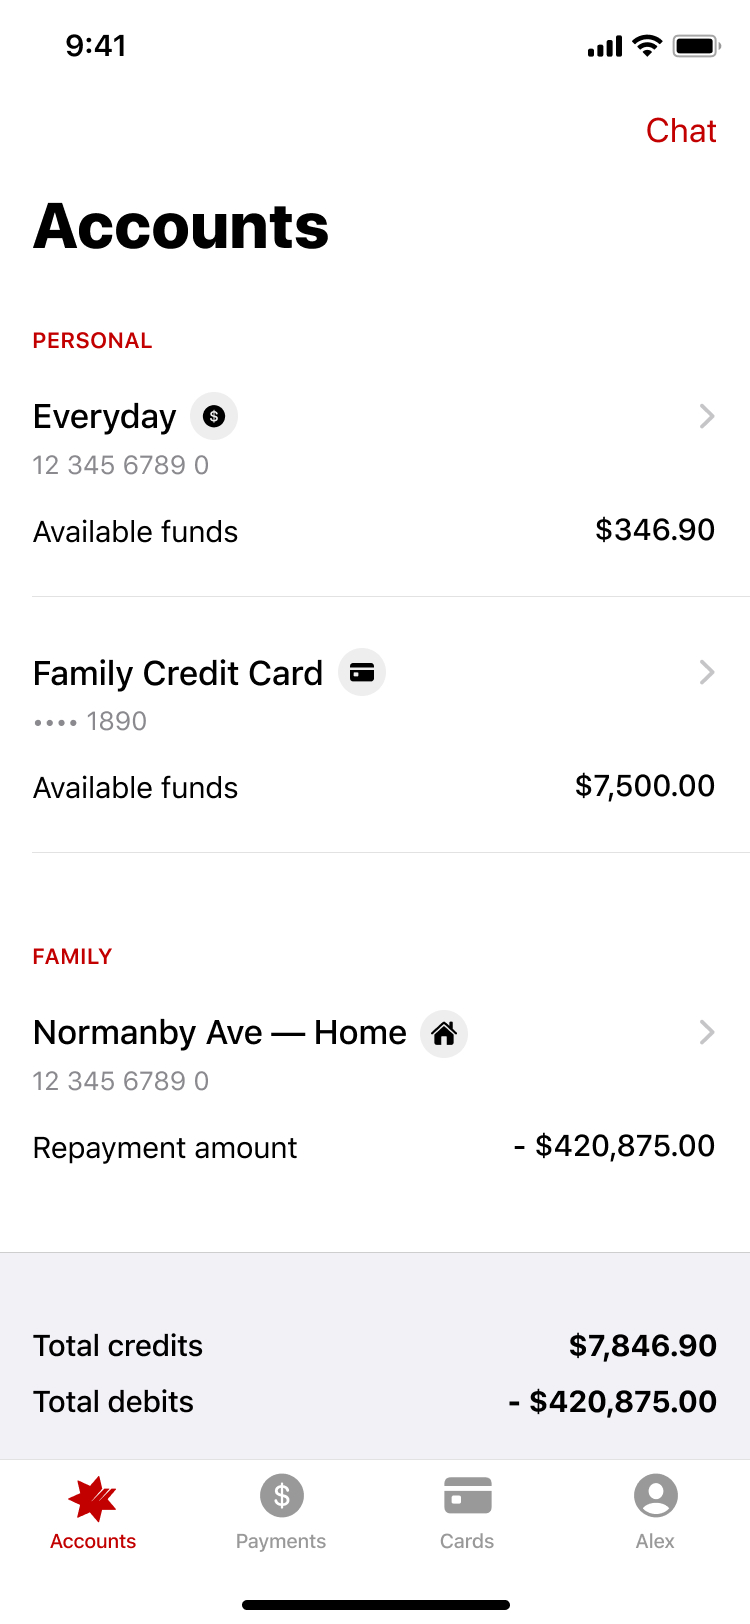 9:41
Chat
Accounts
PERSONAL
Everyday $
12 345 6789 0
Available funds $346.90
Family Credit Card
•••• 1890
Available funds $7,500.00
FAMILY
Normanby Ave — Home
12 345 6789 0
Repayment amount - $420,875.00
Total credits $7,846.90
Total debits - $420,875.00
$
Accounts Payments Cards Alex